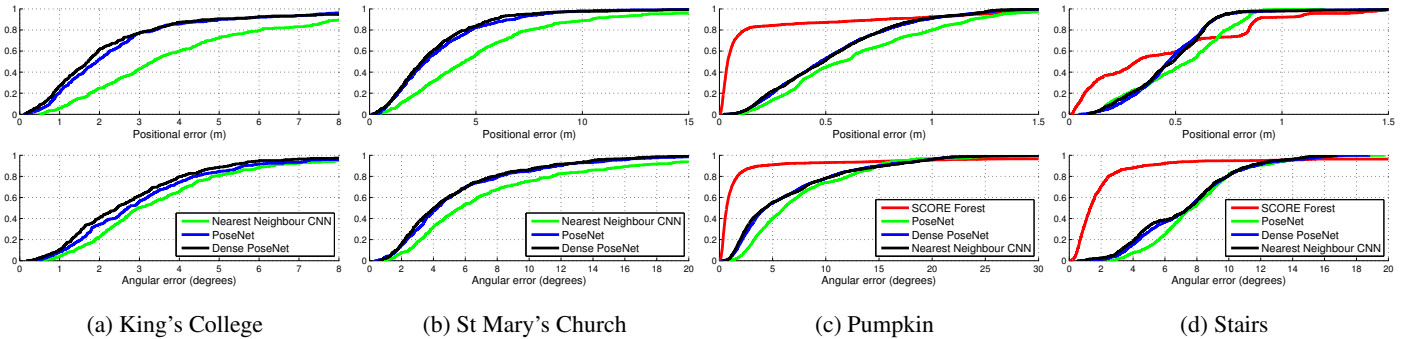 1
0.8
0.6
0.4
0.2
0
0 1 2 3 4 5 6 7 8
Positional error (m)
1
0.8
0.6
0.4
0.2
0
0 5 10 15
Positional error (m)
1
0.8
0.6
0.4
0.2
0
0 0.5 1 1.5
Positional error (m)
1
0.8
0.6
0.4
0.2
0
0 0.5 1 1.5
Positional error (m)
1
0.8
0.6
0.4
0.2
0
0 1 2 3 4 5 6 7 8
Angular error (degrees)
Nearest Neighbour CNN
PoseNet
Dense PoseNet
1
0.8
0.6
0.4
0.2
0
0 2 4 6 8 10 12 14 16 18 20
Angular error (degrees)
Nearest Neighbour CNN
PoseNet
Dense PoseNet
1
0.8
0.6
0.4
0.2
0
0 5 10 15 20 25 30
Angular error (degrees)
SCORE Forest
PoseNet
Dense PoseNet
Nearest Neighbour CNN
1
0.8
0.6
0.4
0.2
0
0 2 4 6 8 10 12 14 16 18 20
Angular error (degrees)
SCORE Forest
PoseNet
Dense PoseNet
Nearest Neighbour CNN
(a) King's College
(b) St Mary's Church
(c) Pumpkin
(d) Stairs